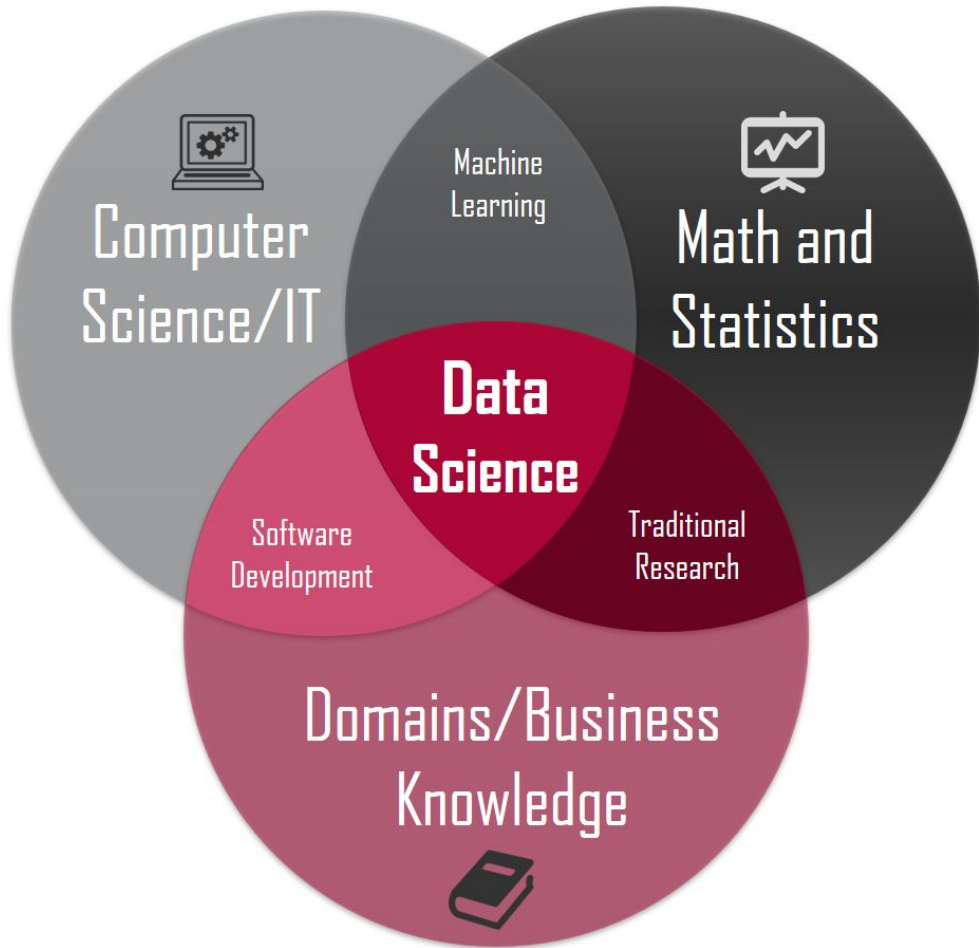 Machine
Learning
Computer
Science/IT
Math and
Statistics
Data
Science
Software
Development
Traditional
Research
Domains/Business
Knowledge